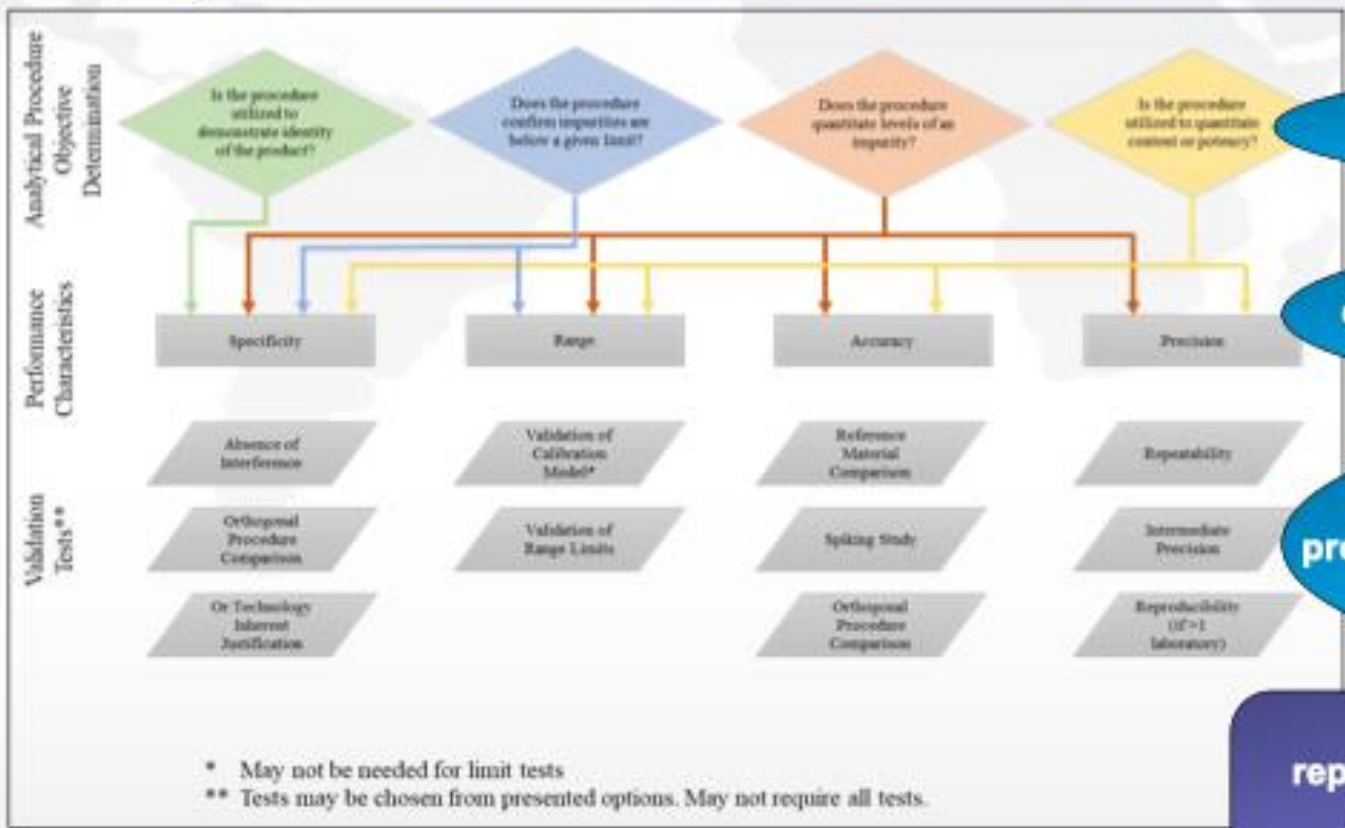 Analytical Procedure
Objective
Determination
Is the procedure
utilized to
demonstrate identity
of the product?
Does the procedure
confirm impurities are
below a given limit?
Does the procedure
quantitate levels of an
impurity?
Is the procedure
utilized to quantitate
content or potency?
Performance
Characteristics
Specificity
Range
Accuracy
Precision
Validation
Tests**
Absence of
Interference
Validation of
Calibration
Model*
Reference
Material
Comparison
Repeatability
Orthogonal
Procedure
Comparison
Validation of
Range Limits
Spiking Study
Intermediate
Precision
Or Technology
Inherent
Justification
Orthogonal
Procedure
Comparison
Reproducibility
(if >1
laboratory)
pre
rep
* May not be needed for limit tests
** Tests may be chosen from presented options. May not require all tests.